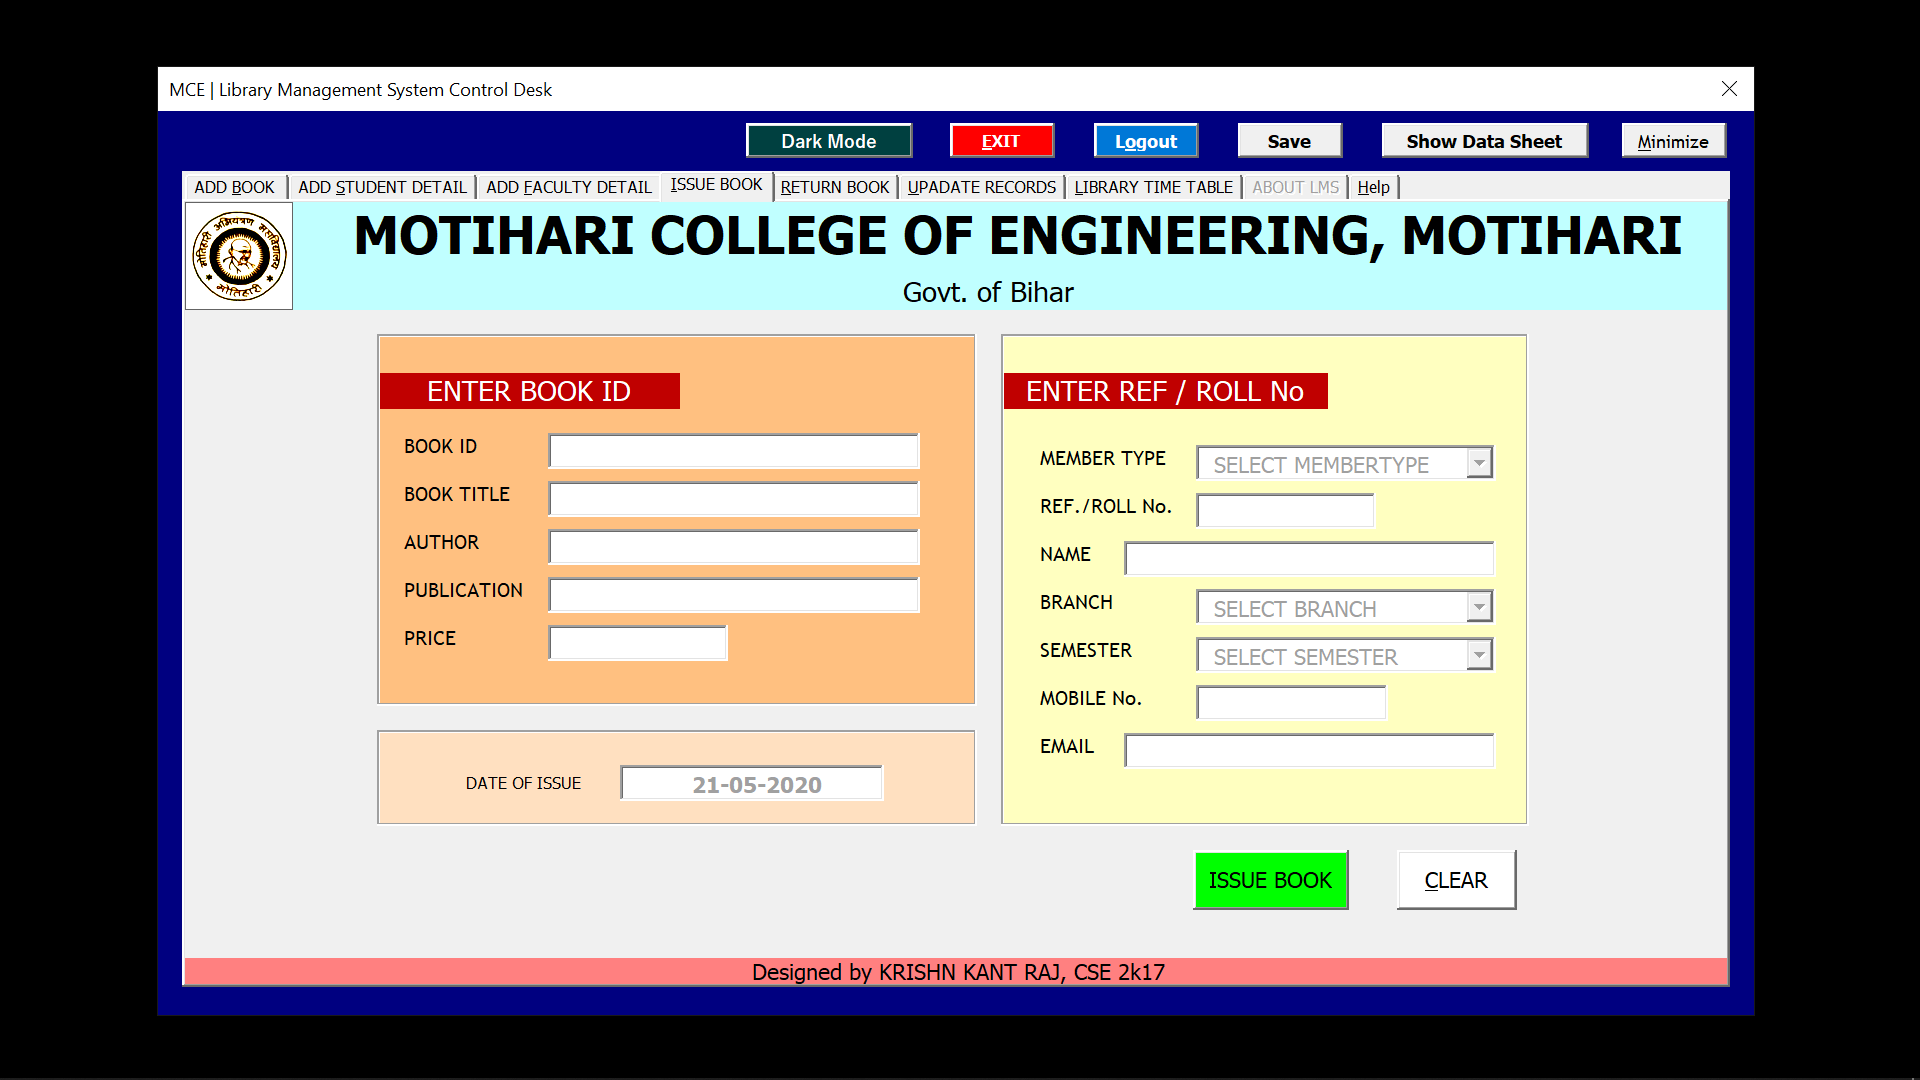 MCE | Library Management System Control Desk
Dark Mode EXIT Logout Save Show Data Sheet Minimize
ADD BOOK ADD STUDENT DETAIL ADD FACULTY DETAIL ISSUE BOOK RETURN BOOK UPADATE RECORDS LIBRARY TIME TABLE ABOUT LMS Help
MOTIHARI COLLEGE OF ENGINEERING, MOTIHARI
Govt. of Bihar
मोतिहारी
ENTER BOOK ID
BOOK ID
BOOK TITLE
AUTHOR
PUBLICATION
PRICE
DATE OF ISSUE 21-05-2020
ENTER REF / ROLL No
MEMBER TYPE SELECT MEMBERTYPE
REF./ROLL No.
NAME
BRANCH SELECT BRANCH
SEMESTER SELECT SEMESTER
MOBILE No.
EMAIL
ISSUE BOOK CLEAR
Designed by KRISHN KANT RAJ, CSE 2k17